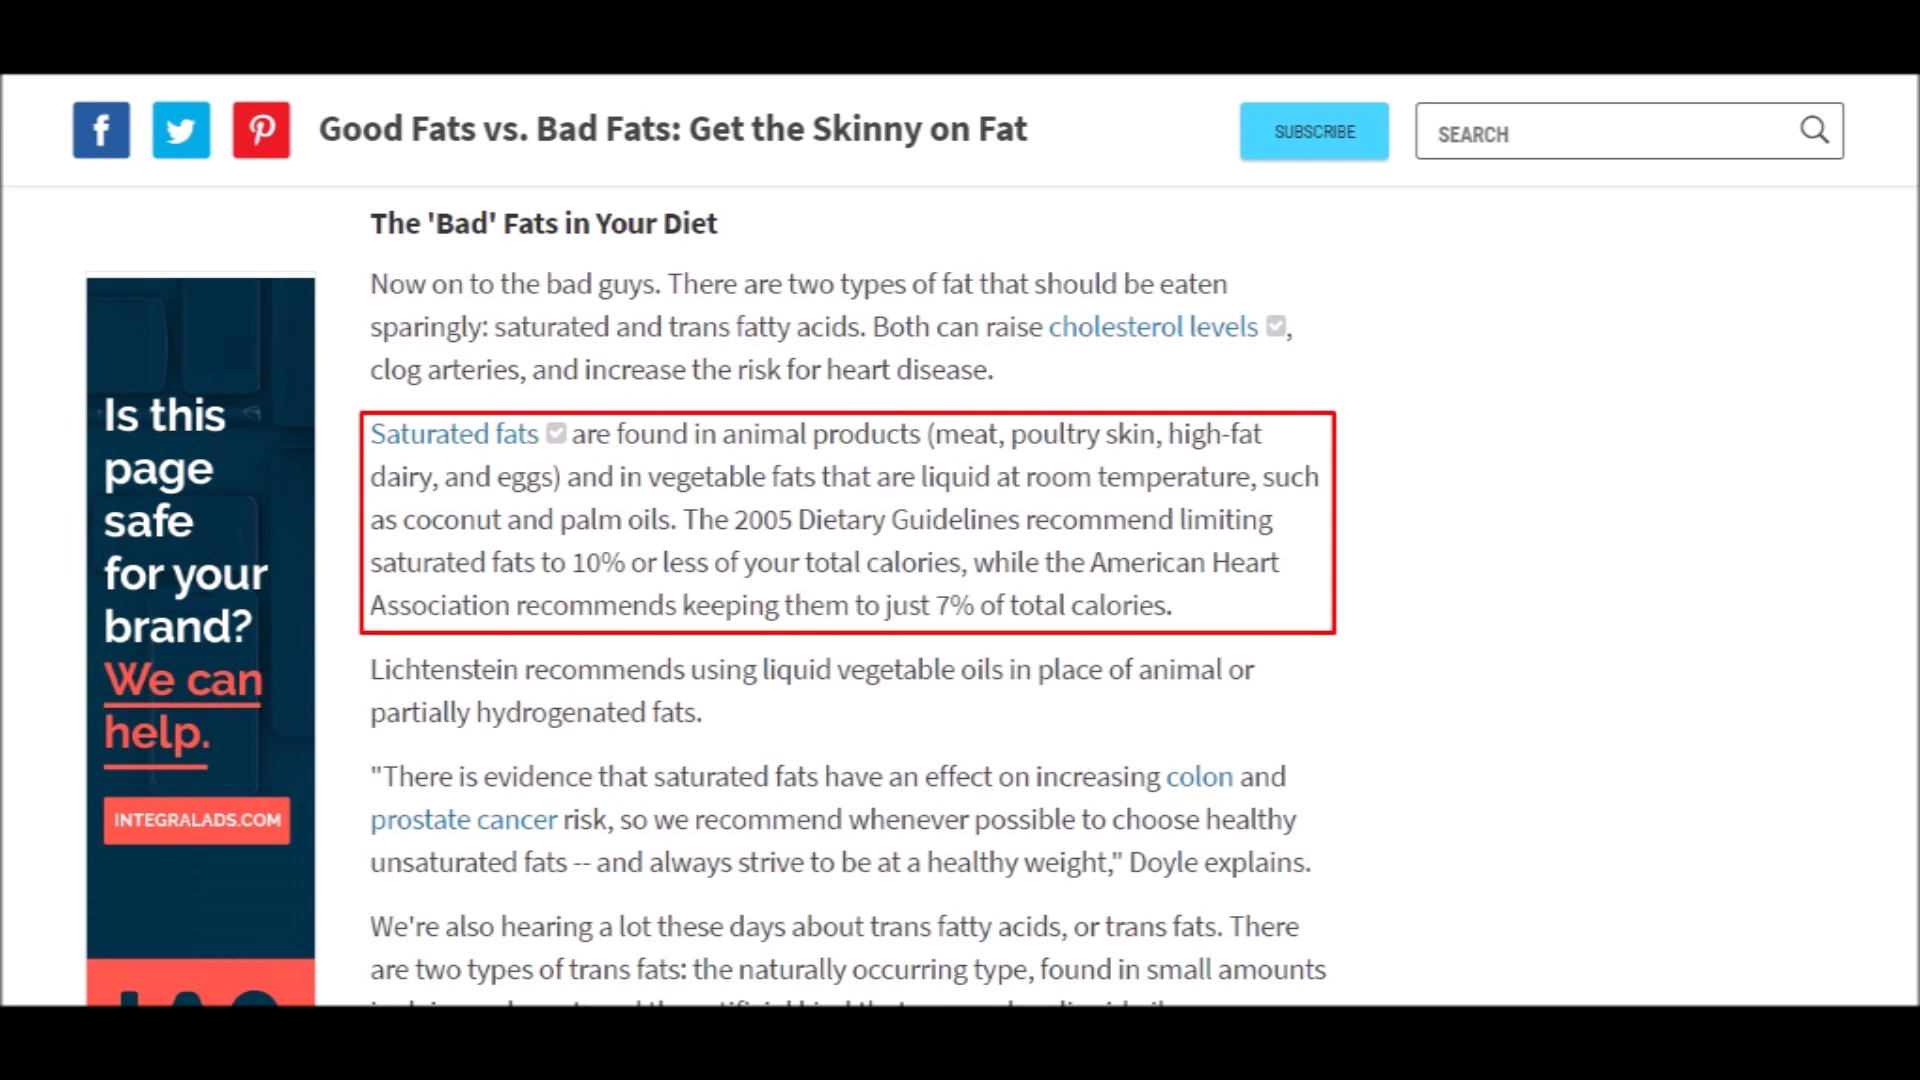 Good Fats vs. Bad Fats: Get the Skinny on Fat
SUBSCRIBE
SEARCH
The 'Bad' Fats in Your Diet
Now on to the bad guys. There are two types of fat that should be eaten
sparingly: saturated and trans fatty acids. Both can raise cholesterol levels ,
clog arteries, and increase the risk for heart disease.
Saturated fats are found in animal products (meat, poultry skin, high-fat
dairy, and eggs) and in vegetable fats that are liquid at room temperature, such
as coconut and palm oils. The 2005 Dietary Guidelines recommend limiting
saturated fats to 10% or less of your total calories, while the American Heart
Association recommends keeping them to just 7% of total calories.
Lichtenstein recommends using liquid vegetable oils in place of animal or
partially hydrogenated fats.
"There is evidence that saturated fats have an effect on increasing colon and
prostate cancer risk, so we recommend whenever possible to choose healthy
unsaturated fats -- and always strive to be at a healthy weight," Doyle explains.
We're also hearing a lot these days about trans fatty acids, or trans fats. There
are two types of trans fats: the naturally occurring type, found in small amounts
Is this
page
safe
for your
brand?
We can
help.
INTEGRALADS.COM